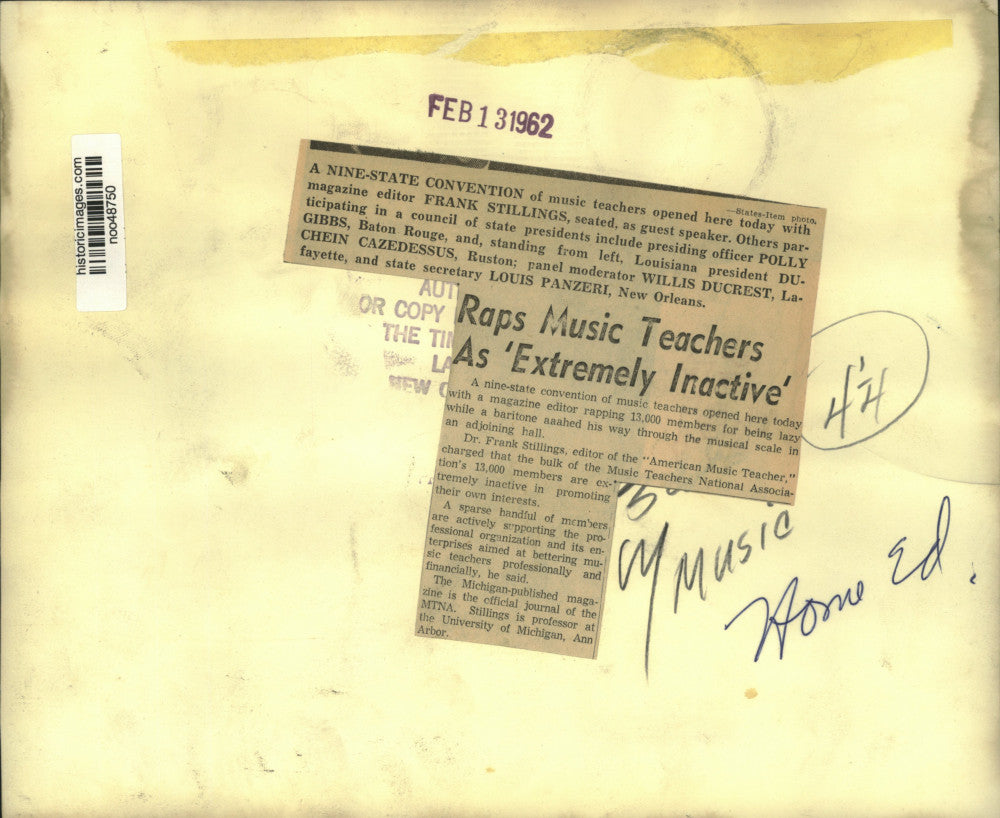 FEB 13 1962
historicimages.com
noo48750
—States-Item photo.
A NINE-STATE CONVENTION of music teachers opened here today with
magazine editor FRANK STILLINGS, seated, as guest speaker. Others par-
ticipating in a council of state presidents include presiding officer POLLY
GIBBS, Baton Rouge, and, standing from left, Louisiana president DU-
CHEIN CAZEDESSUS, Ruston; panel moderator WILLIS DUCREST, La-
fayette, and state secretary LOUIS PANZERI, New Orleans.
AUT
OR COPY
THE TI
LA
NEW O
Raps Music Teachers
As 'Extremely Inactive'
A nine-state convention of music teachers opened here today
with a magazine editor rapping 13,000 members for being lazy
while a baritone aaahed his way through the musical scale in
an adjoining hall.
Dr. Frank Stillings, editor of the "American Music Teacher,"
charged that the bulk of the Music Teachers National Associa-
tion's 13,000 members are ex-
tremely inactive in promoting
their own interests.
A sparse handful of members
are actively supporting the pro-
fessional organization and its en-
terprises aimed at bettering mu-
sic teachers professionally and
financially, he said.
The Michigan-published maga-
zine is the official journal of the
MTNA. Stillings is professor at
the University of Michigan, Ann
Arbor.
Music
Home Ed.